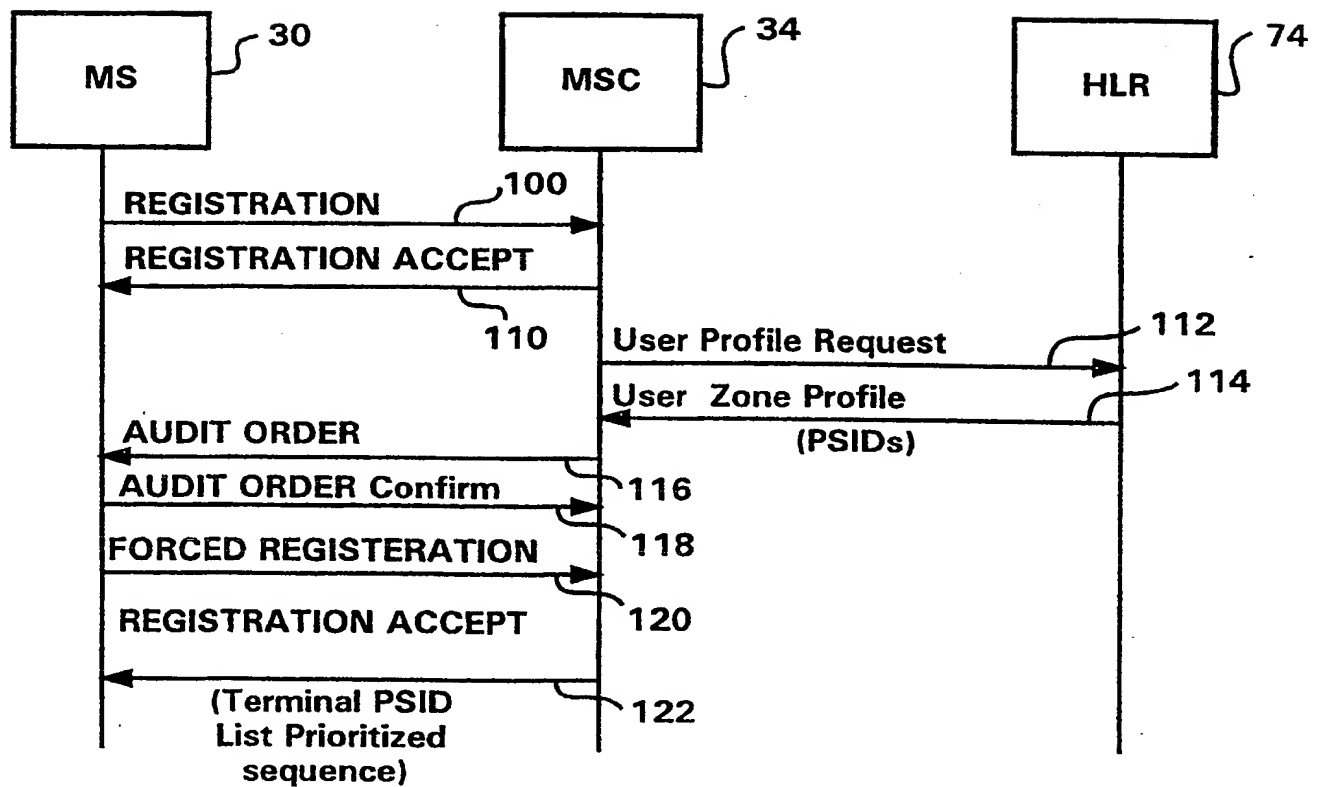 MS
30
MSC
34
HLR
74
REGISTRATION
100
REGISTRATION ACCEPT
110
User Profile Request
112
User Zone Profile
114
(PSIDs)
AUDIT ORDER
116
AUDIT ORDER Confirm
118
FORCED REGISTERATION
120
REGISTRATION ACCEPT
122
(Terminal PSID
List Prioritized
sequence)